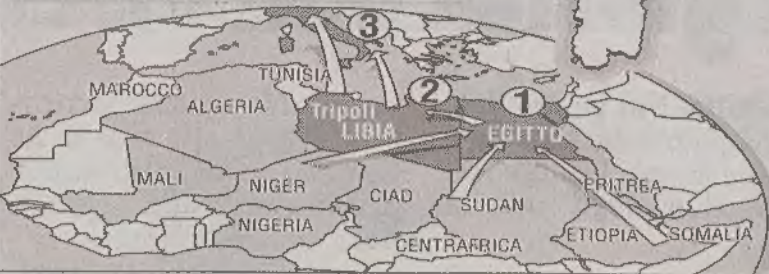 3
TUNISIA
MAROCCO
ALGERIA
2
1
Tripoli
LIBIA
EGITTO
MALI
NIGER
CIAD
SUDAN
ERITREA
NIGERIA
CENTRAFRICA
ETIOPIA
SOMALIA